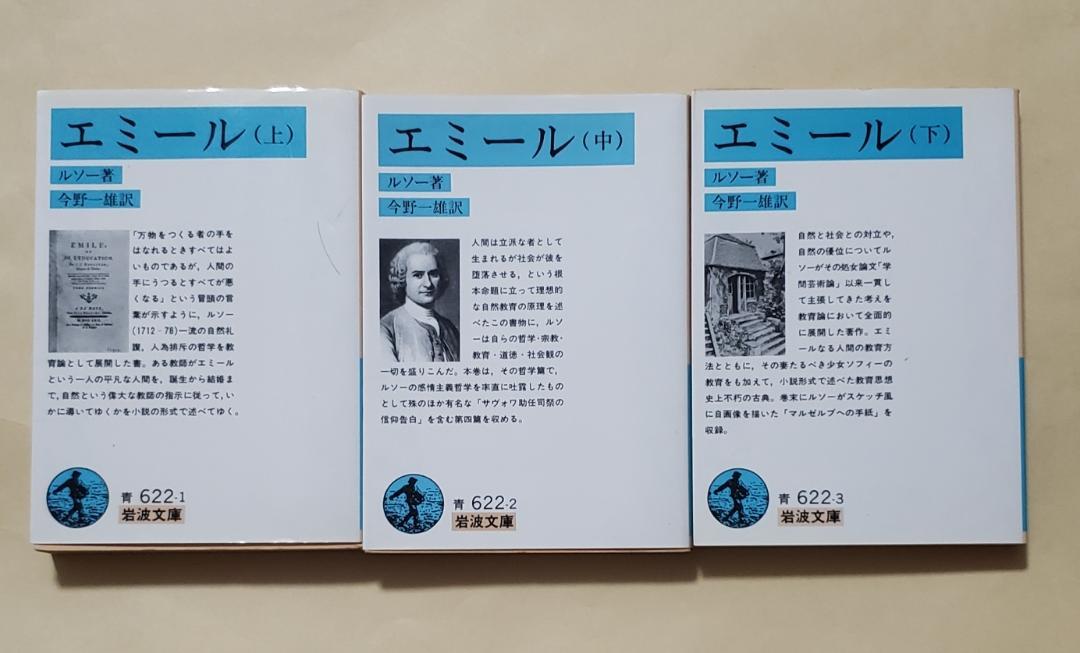 エミール(上)
ルソー著
今野一雄訳
EMILE,
「万物をつくる者の手を
はなれるときすべてはよ
いものであるが，人間の
手にうつるとすべてが悪
くなる」という冒頭の言
葉が示すように，ルソー
(1712‐78)一流の自然礼
讃，人為排斥の哲学を教
育論として展開した書。ある教師がエミール
という一人の平凡な人間を，誕生から結婚ま
で，自然という偉大な教師の指示に従って，い
かに導いてゆくかを小説の形式で述べてゆく。
青 622-1
岩波文庫
エミール(中)
ルソー著
今野一雄訳
人間は立派な者として
生まれるが社会が彼を
堕落させる，という根
本命題に立って理想的
な自然教育の原理を述
べたこの書物に，ルソ
ーは自らの哲学・宗教・
教育・道徳・社会観の
一切を盛りこんだ。本巻は，その哲学篇で，
ルソーの感情主義哲学を率直に吐露したもの
として殊のほか有名な「サヴォワ助任司祭の
信仰告白」を含む第四篇を収める。
青 622-2
岩波文庫
エミール(下)
ルソー著
今野一雄訳
自然と社会との対立や，
自然の優位についてル
ソーがその処女論文「学
問芸術論」以来一貫し
て主張してきた考えを
教育論において全面的
に展開した著作。エミ
ールなる人間の教育方
法とともに，その妻たるべき少女ソフィーの
教育をも加えて，小説形式で述べた教育思想
史上不朽の古典。巻末にルソーがスケッチ風
に自画像を描いた「マルゼルブへの手紙」を
収録。
青 622-3
岩波文庫